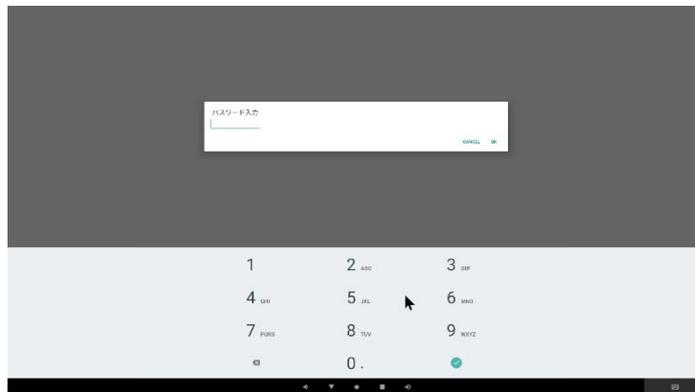 パスワード入力
CANCEL OK
1 2 ABC 3 DEF
4 GHI 5 JKL 6 MNO
7 PQRS 8 TUV 9 WXYZ
0 .